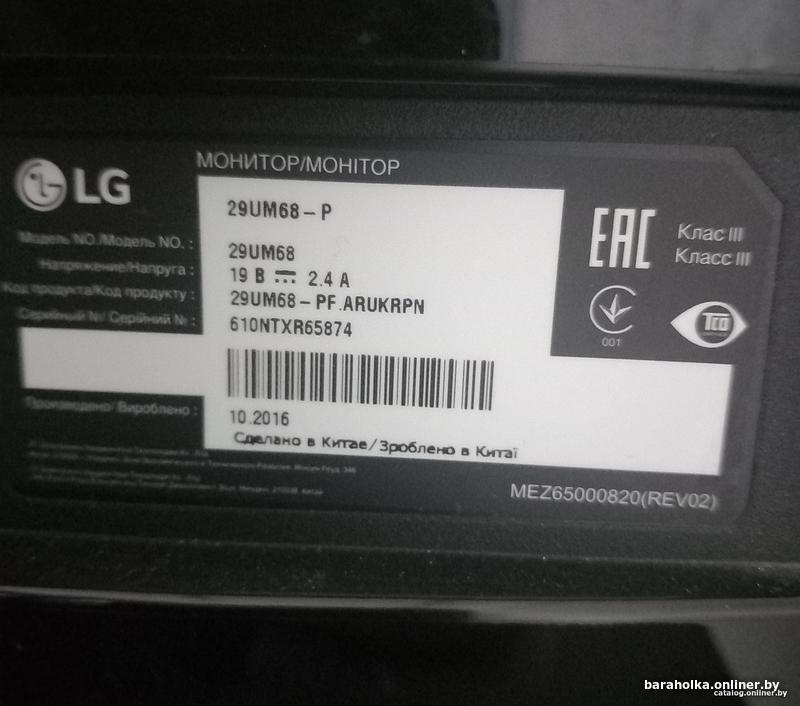 МОНИТОР/МОНІТОР
LG
29UM68-P
Модель NO./Модель NO. :
29UM68
Напряжение/Напруга :
19 В 2.4 А
Код продукта/Код продукту :
29UM68-PF.ARUKRPN
Серийный №/ Серійний № :
610NTXR65874
Произведено/Вироблено :
10.2016
Сделано в Китае/Зроблено в Китаї
EAC
Клас III
Класс III
001
TCO
MEZ65000820(REV02)
baraholka.onliner.by
catalog.onliner.by